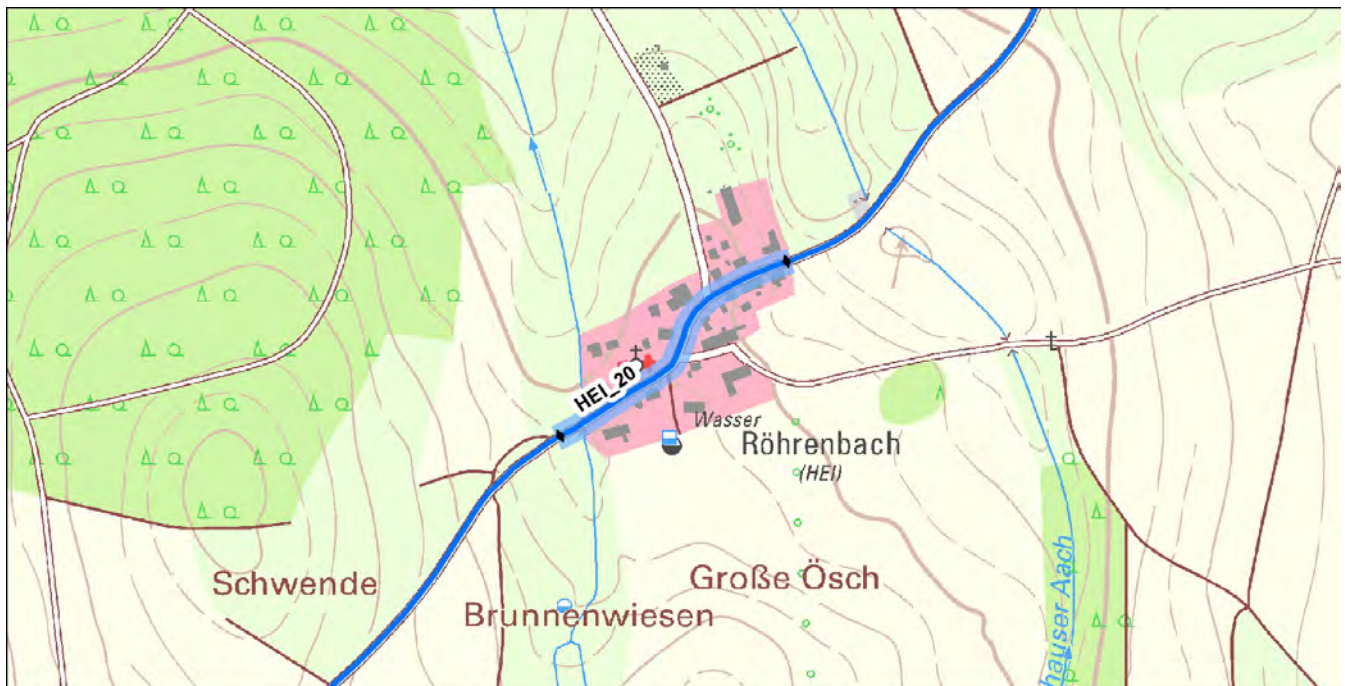 HEI_20
Wasser
Röhrenbach
(HEI)
Schwende
Große Ösch
Brunnenwiesen
hauser Aach